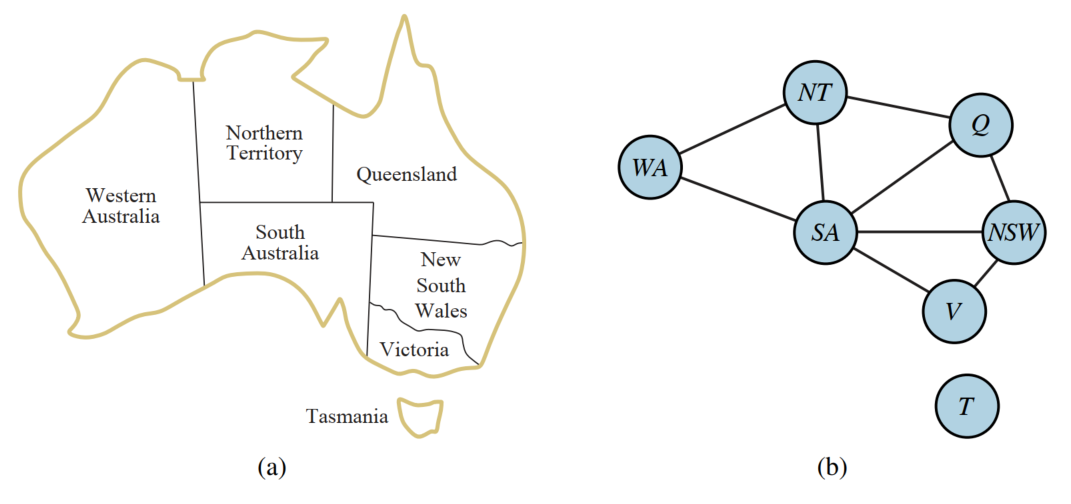 Northern
Territory
Western
Australia
Queensland
South
Australia
New
South
Wales
Victoria
Tasmania
(a)
NT
Q
WA
SA
NSW
V
T
(b)